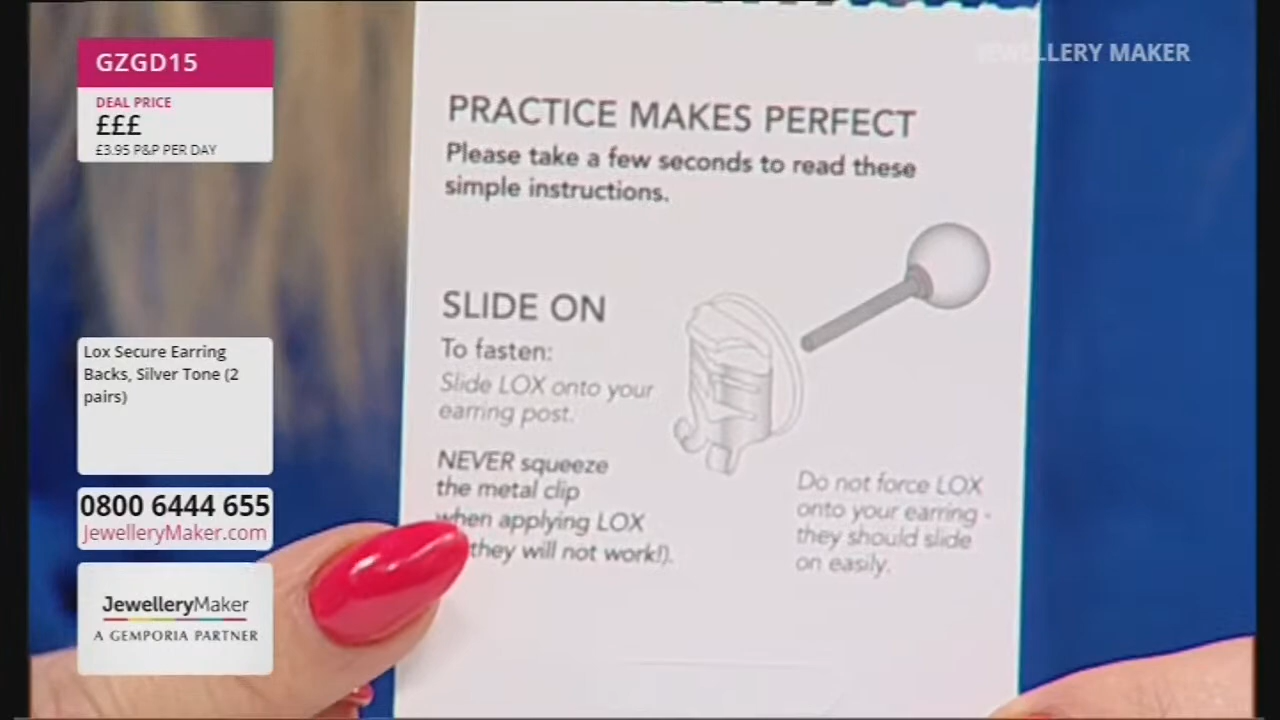 GZGD15
DEAL PRICE
£££
£3.95 P&P PER DAY
Lox Secure Earring
Backs, Silver Tone (2
pairs)
0800 6444 655
JewelleryMaker.com
JewelleryMaker
A GEMPORIA PARTNER
JEWELLERY MAKER
PRACTICE MAKES PERFECT
Please take a few seconds to read these
simple instructions.
SLIDE ON
To fasten:
Slide LOX onto your
earring post.
NEVER squeeze
the metal clip
when applying LOX
they will not work!).
Do not force LOX
onto your earring -
they should slide
on easily.